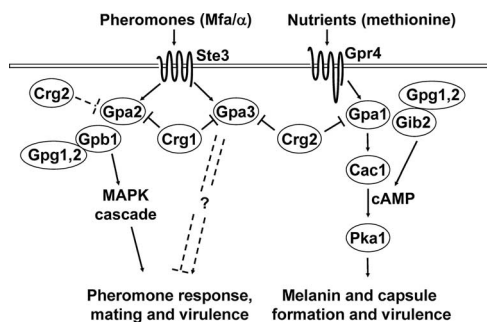 Pheromones (Mfa/α)
Nutrients (methionine)
Ste3
Gpr4
Crg2
Gpa2
Gpa3
Gpa1
Gpg1,2
Gib2
Gpb1
Gpg1,2
Crg1
Crg2
Cac1
cAMP
MAPK
cascade
?
Pka1
Pheromone response,
mating and virulence
Melanin and capsule
formation and virulence